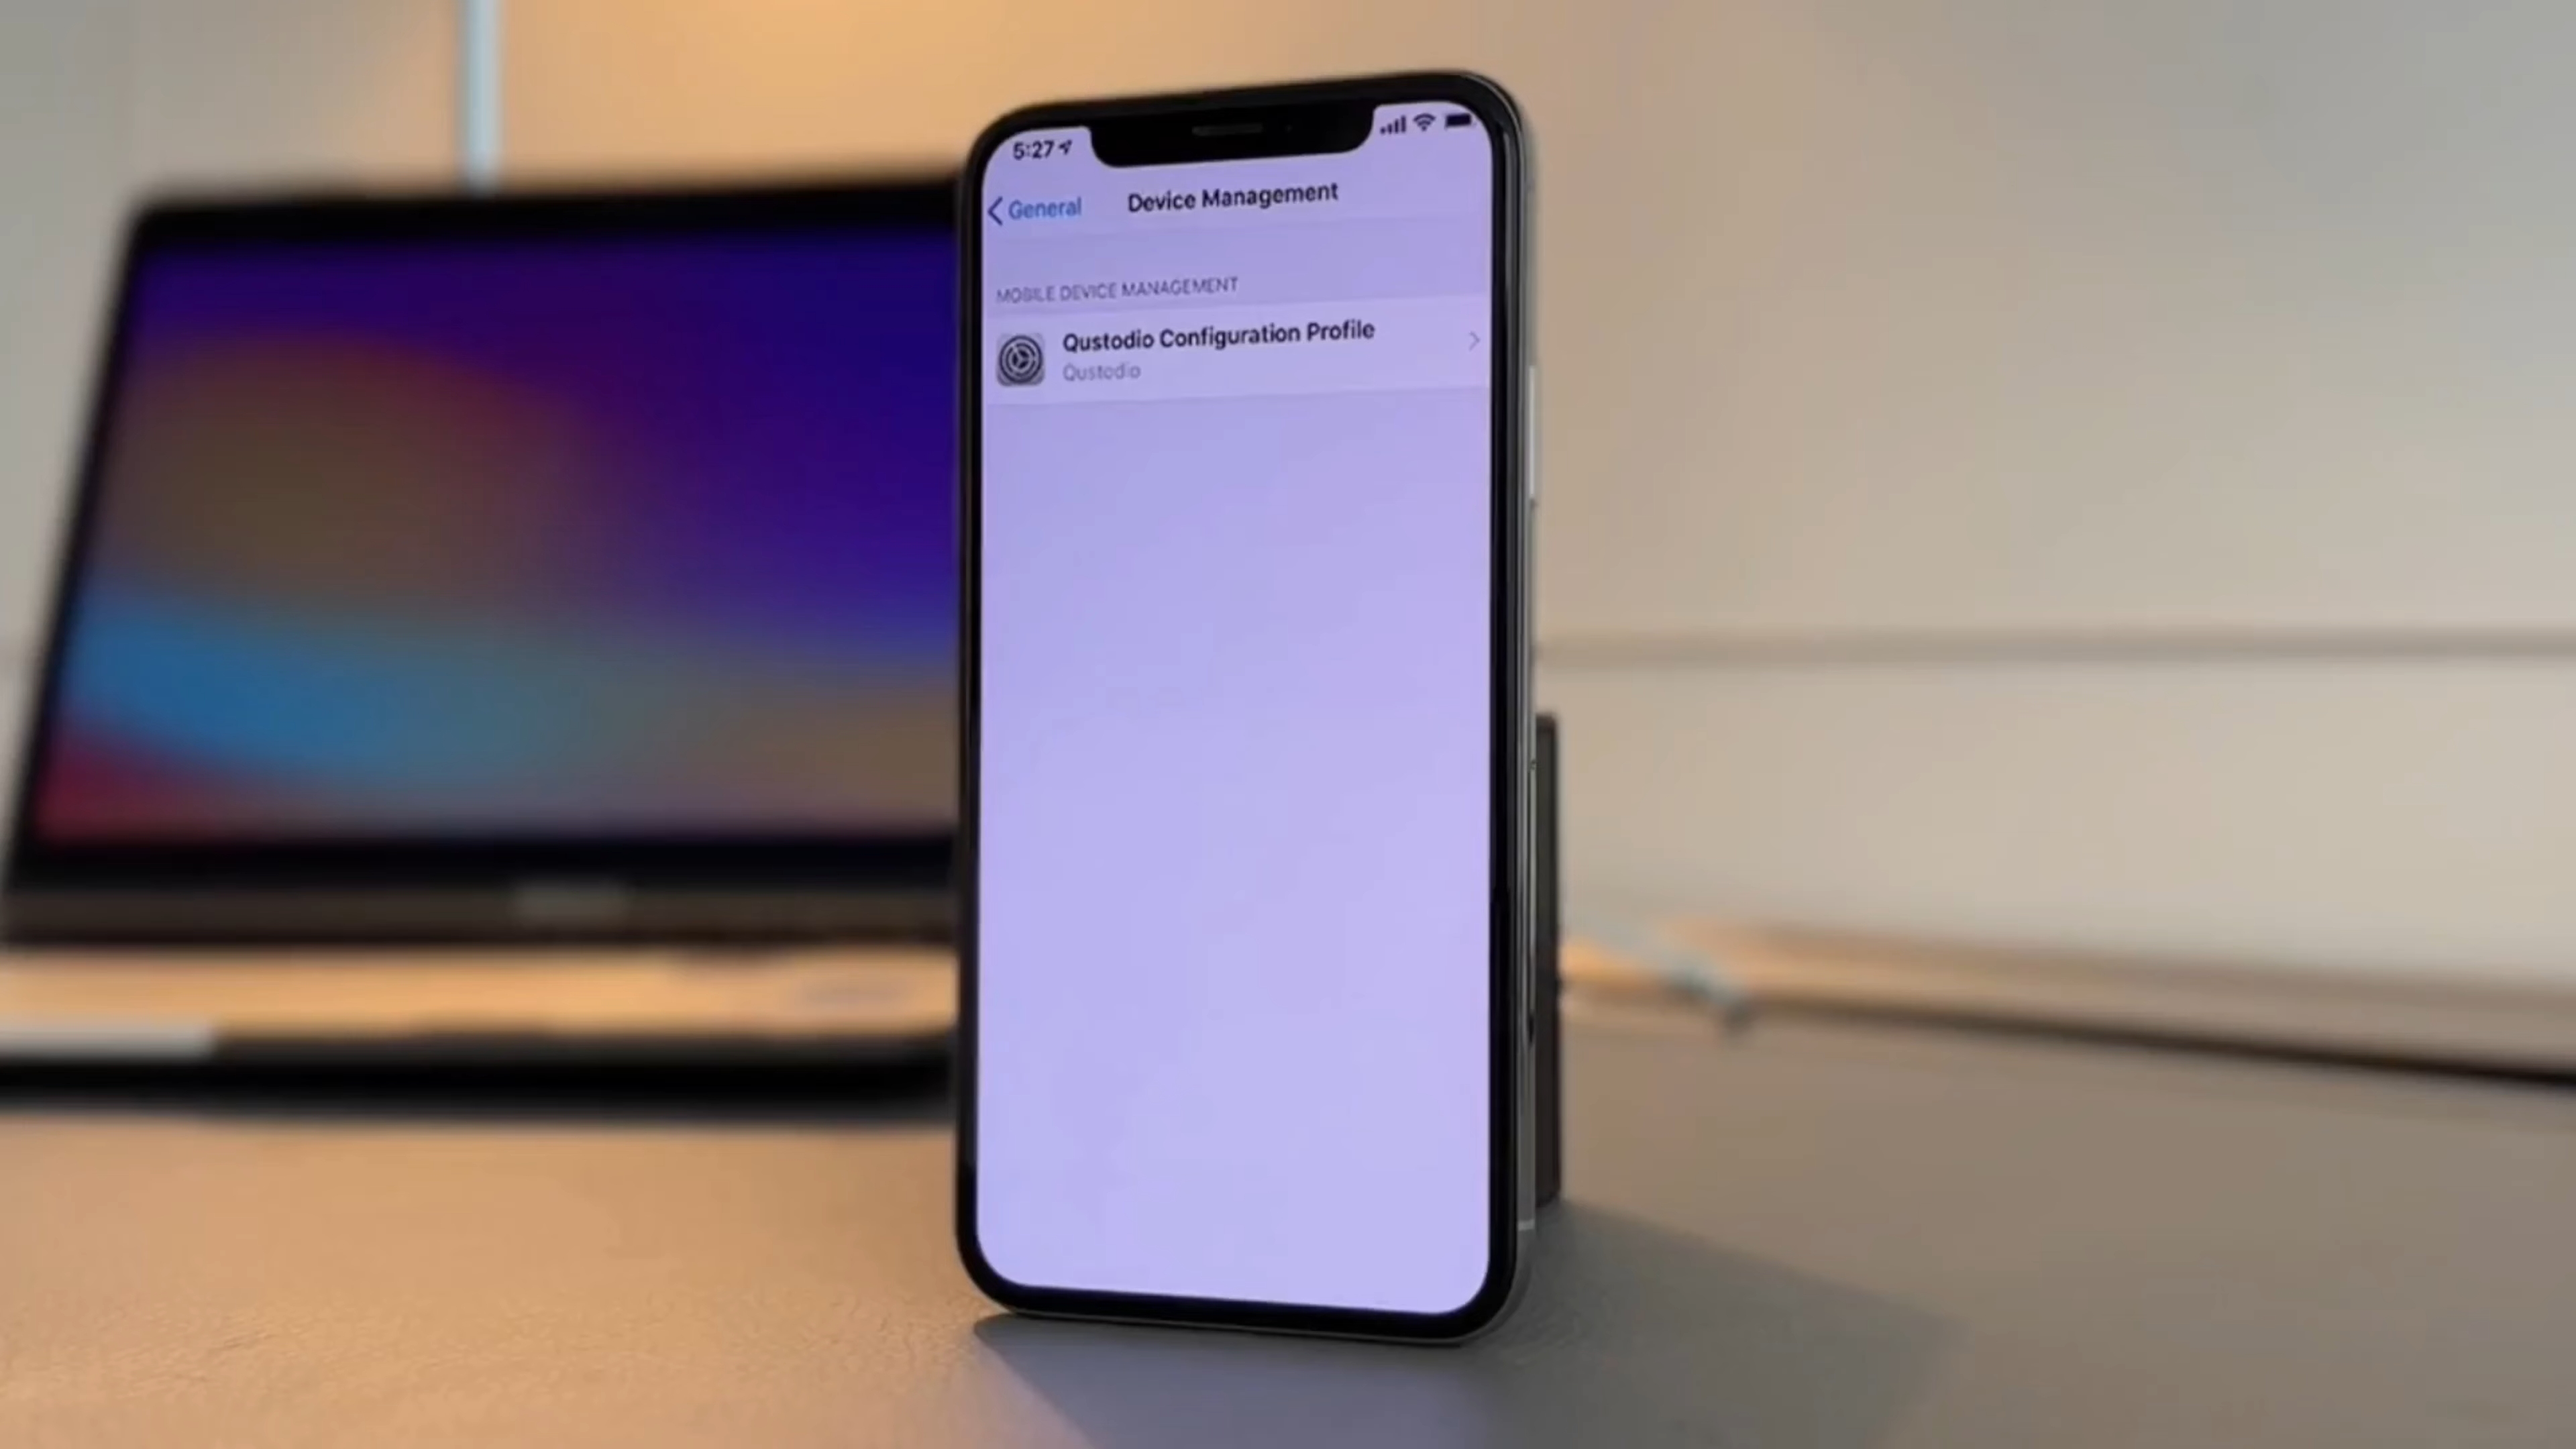 5:27
General
Device Management
MOBILE DEVICE MANAGEMENT
Qustodio Configuration Profile
Qustodio